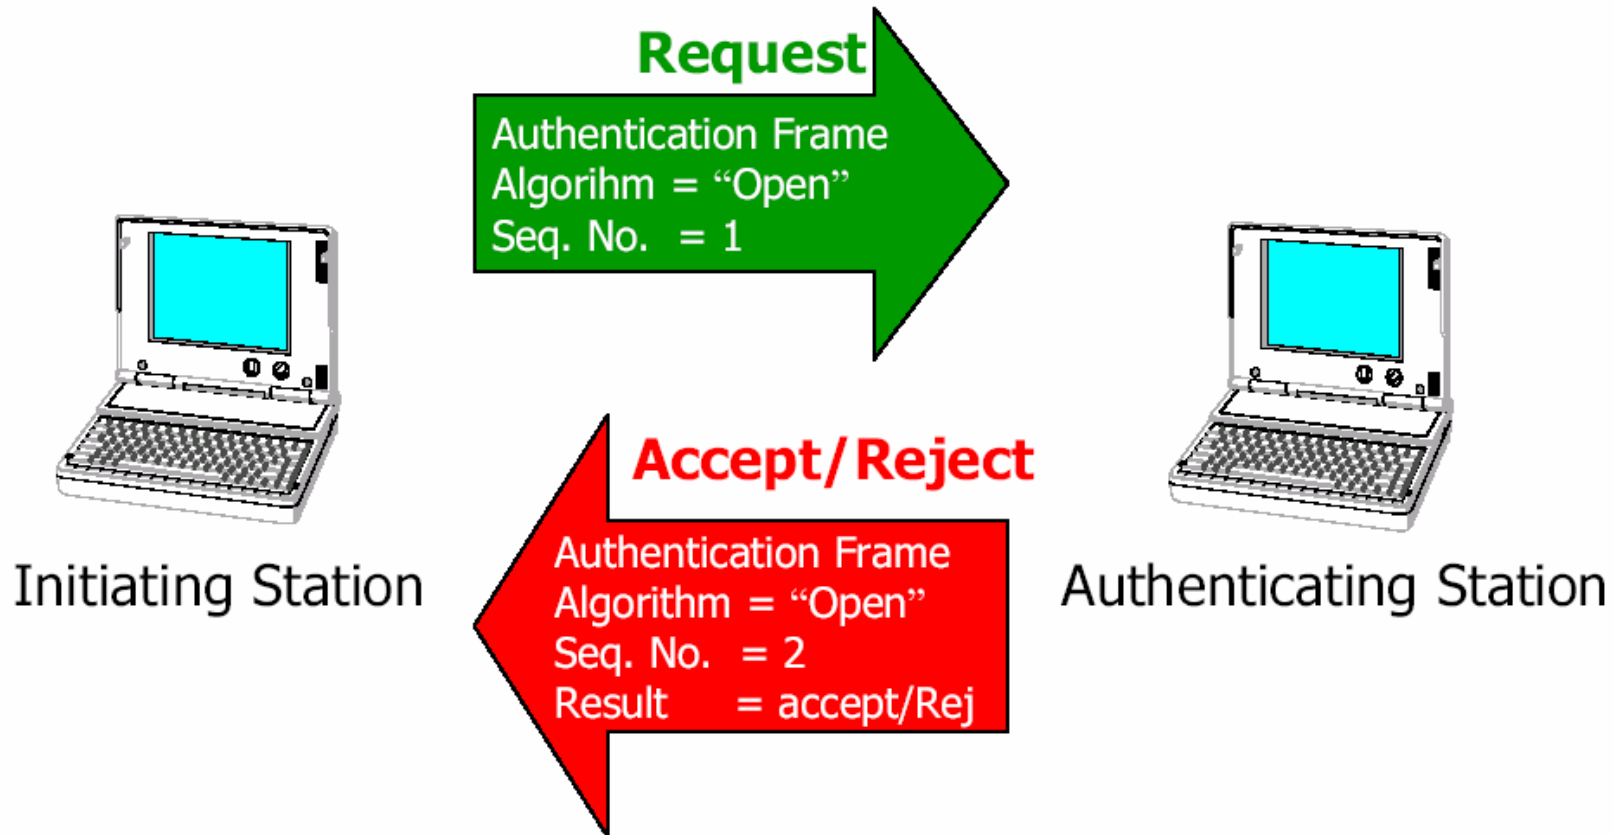 Request
Authentication Frame
Algorihm = “Open”
Seq. No. = 1
Accept/Reject
Authentication Frame
Algorithm = “Open”
Seq. No. = 2
Result = accept/Rej
Initiating Station
Authenticating Station